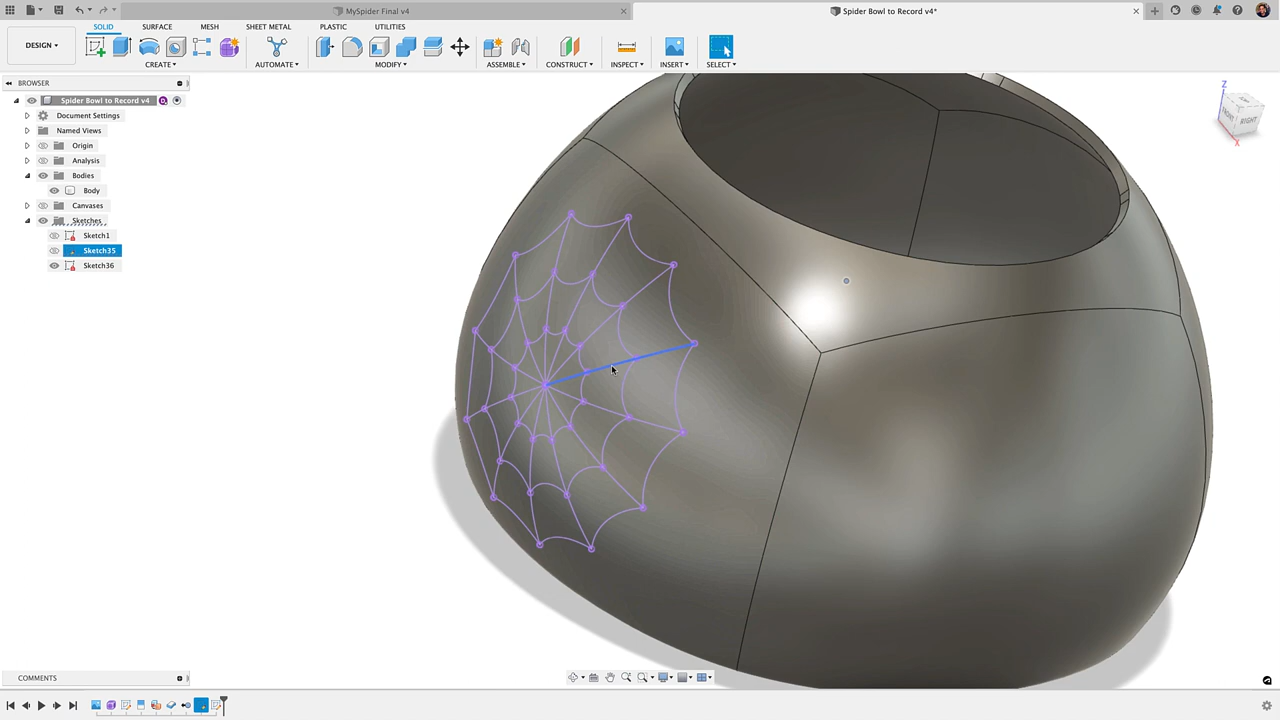 MySpider Final v4
Spider Bowl to Record v4*
DESIGN
SOLID SURFACE MESH SHEET METAL PLASTIC UTILITIES
CREATE AUTOMATE MODIFY ASSEMBLE CONSTRUCT INSPECT INSERT SELECT
BROWSER
Spider Bowl to Record v4
Document Settings
Named Views
Origin
Analysis
Bodies
Body
Canvases
Sketches
Sketch1
Sketch35
Sketch36
Z
FRONT
RIGHT
X
COMMENTS